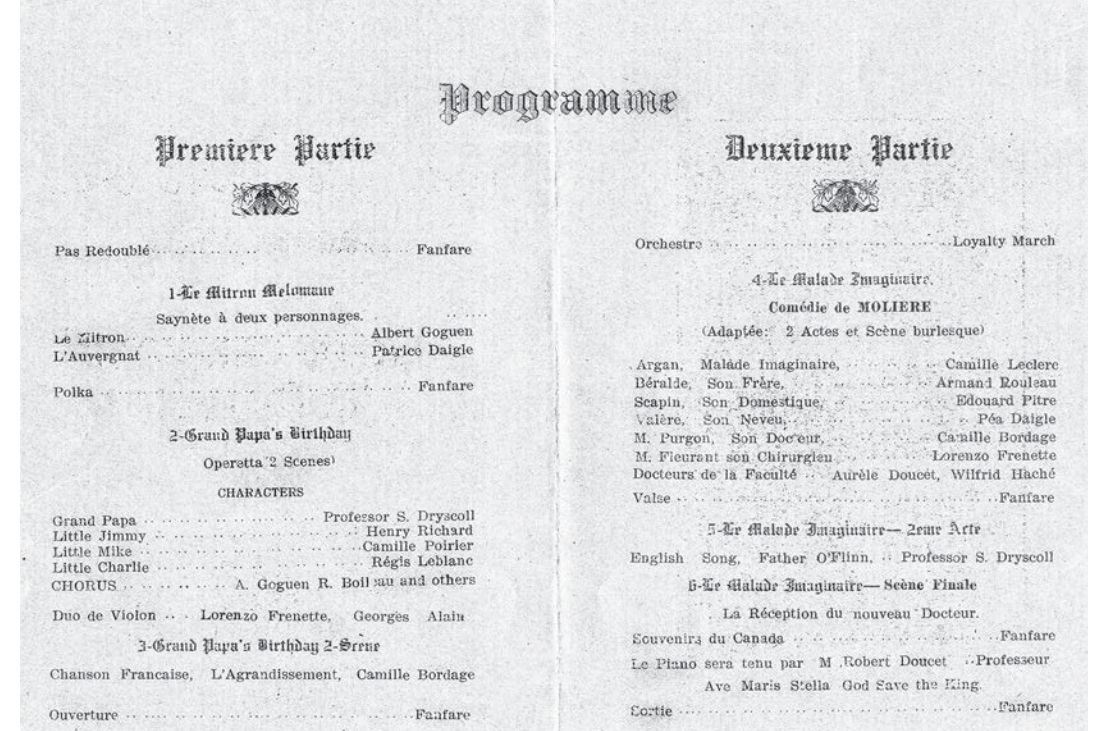 Programme
Premiere Partie
Pas Redoublé Fanfare
1-Le Mitron Melomane
Saynète à deux personnages.
Le Mitron Albert Goguen
L'Auvergnat Patrice Daigle
Polka Fanfare
2-Grand Papa's Birthday
Operatta 2 Scenes)
CHARACTERS
Grand Papa Professor S. Dryscoll
Little Jimmy Henry Richard
Little Mike Camille Poirier
Little Charlie Régis Leblanc
CHORUS A. Goguen R. Boileau and others
Duo de Violon Lorenzo Frenette, Georges Alain
3-Grand Papa's Birthday 2-Scène
Chanson Francaise, L'Agrandissement, Camille Bordage
Ouverture Fanfare
Deuxieme Partie
Orchestre Loyalty March
4-Le Malade Imaginaire.
Comédie de MOLIERE
(Adaptée: 2 Actes et Scène burlesque)
Argan, Malade Imaginaire, Camille Leclerc
Béralde, Son Frère, Armand Rouleau
Scapin, Son Domestique, Edouard Pitre
Valère, Son Neveu, Péa Daigle
M. Purgon, Son Docteur, Camille Bordage
M. Fleurant son Chirurgien Lorenzo Frenette
Docteurs de la Faculté Aurèle Doucet, Wilfrid Haché
Valse Fanfare
5-Le Malade Imaginaire— 2eme Acte
English Song, Father O'Flinn, Professor S. Dryscoll
6-Le Malade Imaginaire— Scène Finale
La Réception du nouveau Docteur.
Souvenirs du Canada Fanfare
Le Piano sera tenu par M .Robert Doucet Professeur
Ave Maris Stella God Save the King.
Sortie Fanfare